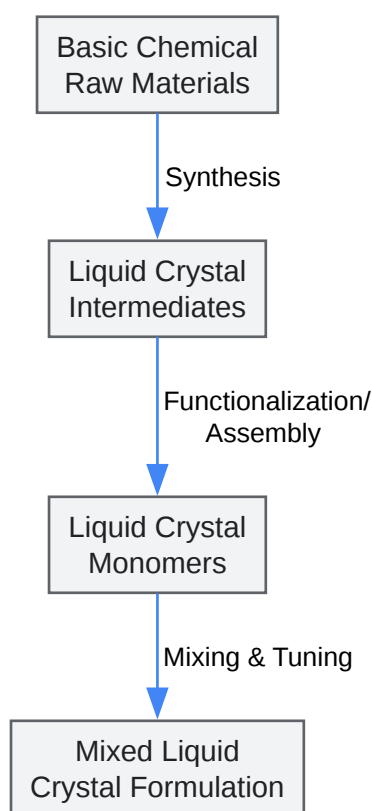 Basic Chemical
Raw Materials
Synthesis
Liquid Crystal
Intermediates
Functionalization/
Assembly
Liquid Crystal
Monomers
Mixing & Tuning
Mixed Liquid
Crystal Formulation